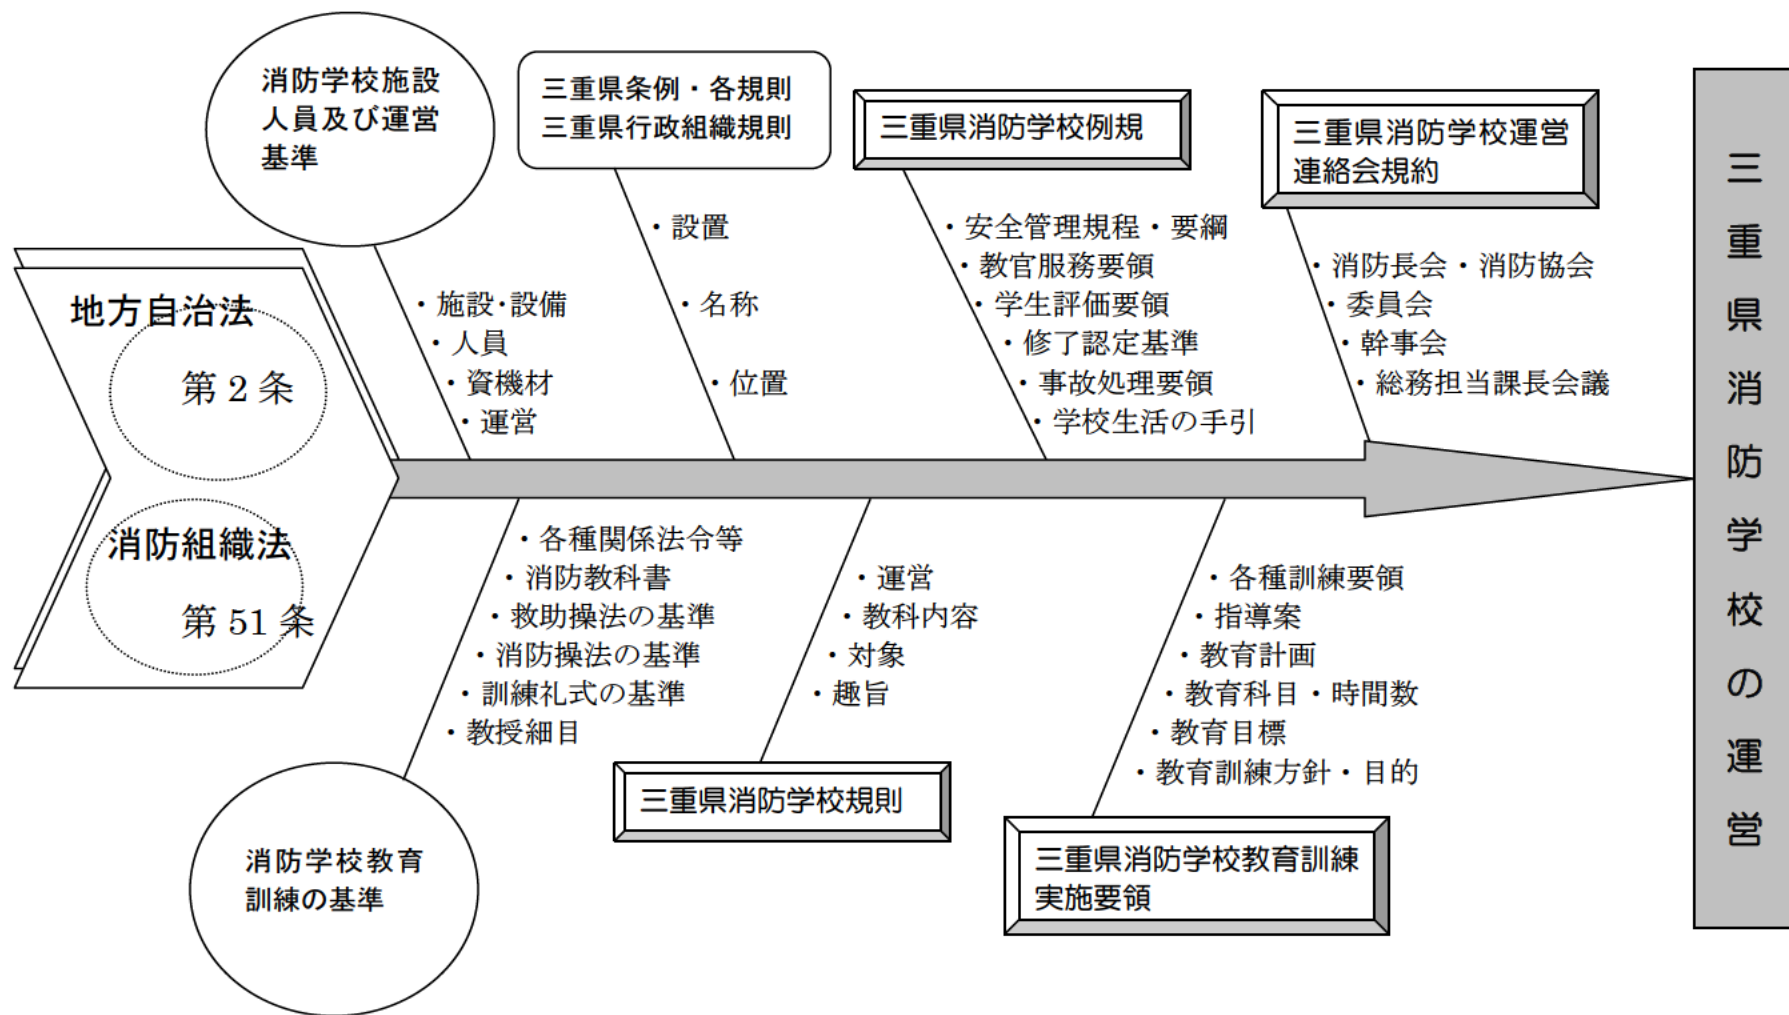 消防学校施設
人員及び運営
基準
・施設・設備
・人員
・資機材
・運営
三重県条例・各規則
三重県行政組織規則
・設置
・名称
・位置
三重県消防学校例規
・安全管理規程・要綱
・教官服務要領
・学生評価要領
・修了認定基準
・事故処理要領
・学校生活の手引
三重県消防学校運営
連絡会規約
・消防長会・消防協会
・委員会
・幹事会
・総務担当課長会議
地方自治法
第 2 条
消防組織法
第 51 条
・各種関係法令等
・消防教科書
・救助操法の基準
・消防操法の基準
・訓練礼式の基準
・教授細目
消防学校教育
訓練の基準
・運営
・教科内容
・対象
・趣旨
三重県消防学校規則
・各種訓練要領
・指導案
・教育計画
・教育科目・時間数
・教育目標
・教育訓練方針・目的
三重県消防学校教育訓練
実施要領
三重県消防学校の運営